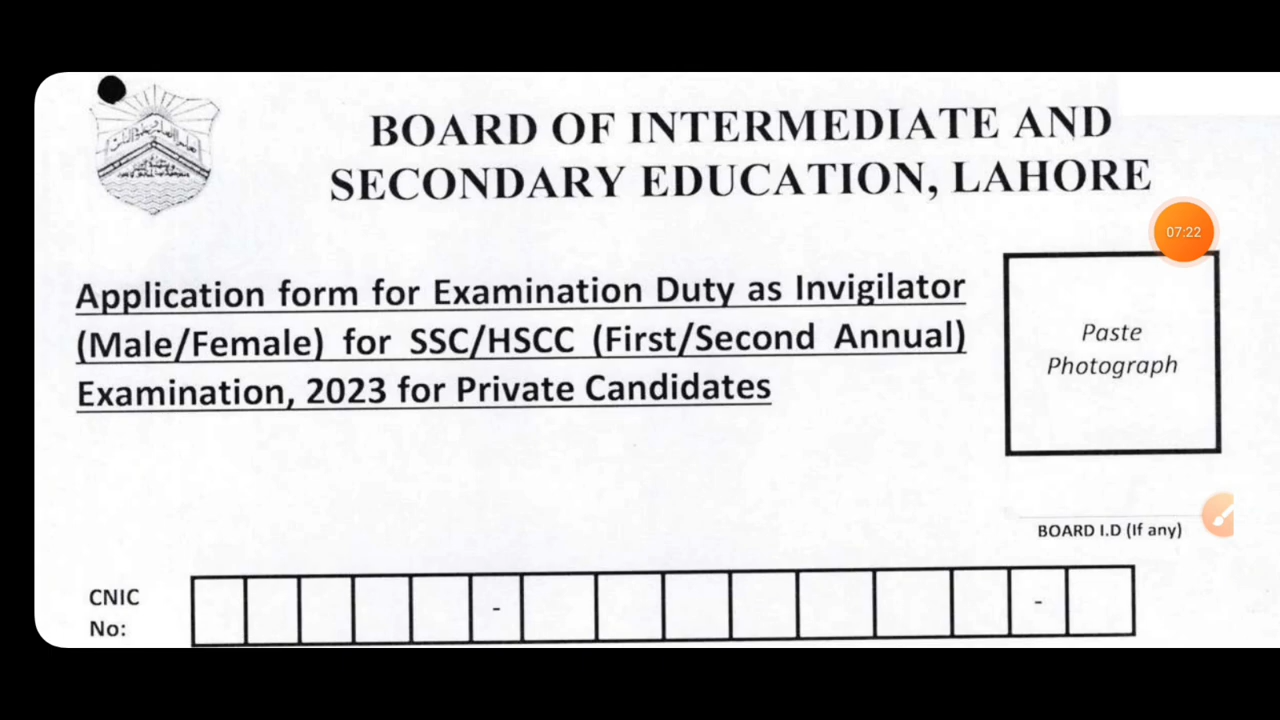 BOARD OF INTERMEDIATE AND
SECONDARY EDUCATION, LAHORE
07:22
Application form for Examination Duty as Invigilator
(Male/Female) for SSC/HSCC (First/Second Annual)
Examination, 2023 for Private Candidates
Paste
Photograph
BOARD I.D (If any)
CNIC
No:
- -